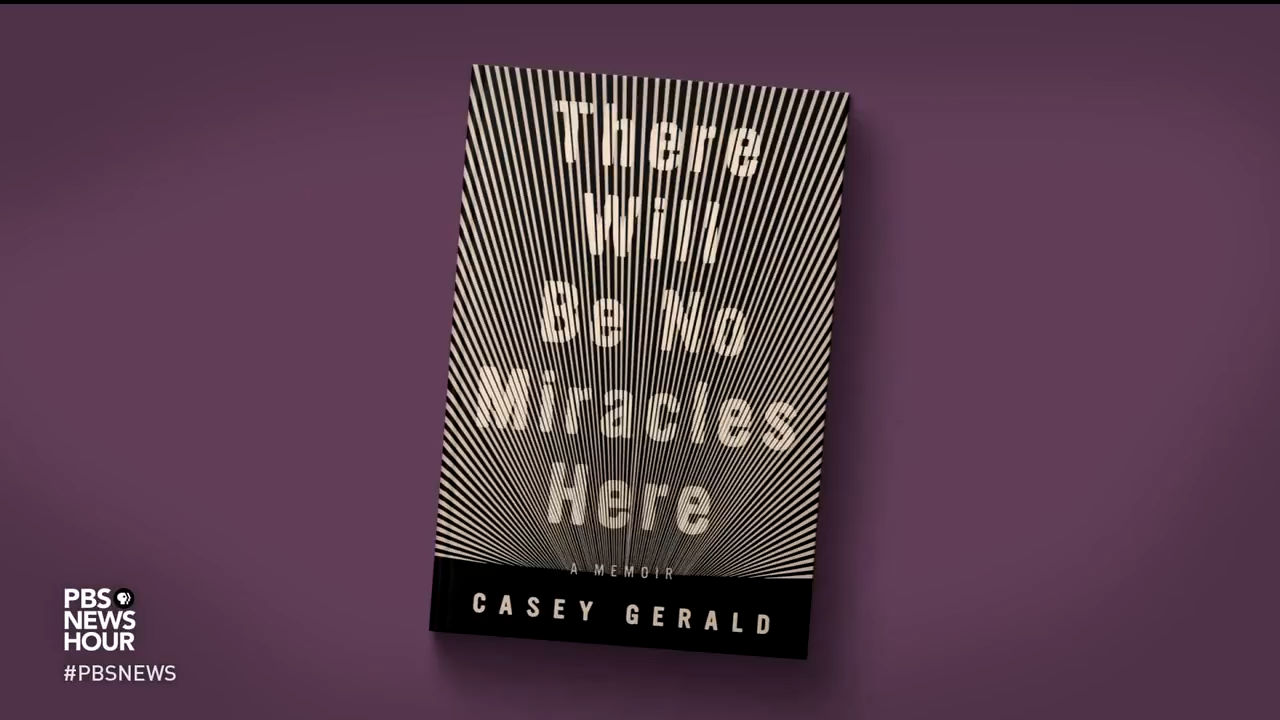 There
Will
Be No
Miracles
Here
A MEMOIR
CASEY GERALD
PBS
NEWS
HOUR
#PBSNEWS